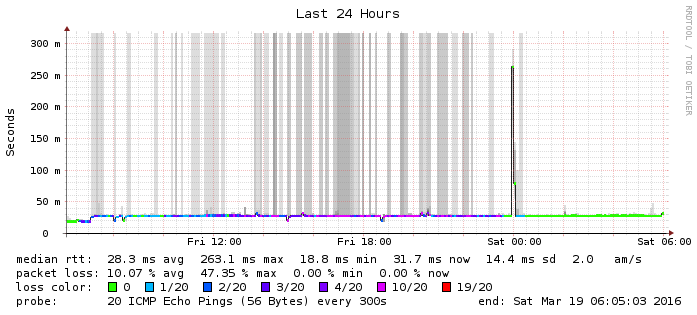 Last 24 Hours
RRDTOOL / TOBI OETIKER
Seconds
300 m
250 m
200 m
150 m
100 m
50 m
0
Fri 12:00 Fri 18:00 Sat 00:00 Sat 06:00
median rtt: 28.3 ms avg 263.1 ms max 18.8 ms min 31.7 ms now 14.4 ms sd 2.0 am/s
packet loss: 10.07 % avg 47.35 % max 0.00 % min 0.00 % now
loss color: 0 1/20 2/20 3/20 4/20 10/20 19/20
probe: 20 ICMP Echo Pings (56 Bytes) every 300s end: Sat Mar 19 06:05:03 2016